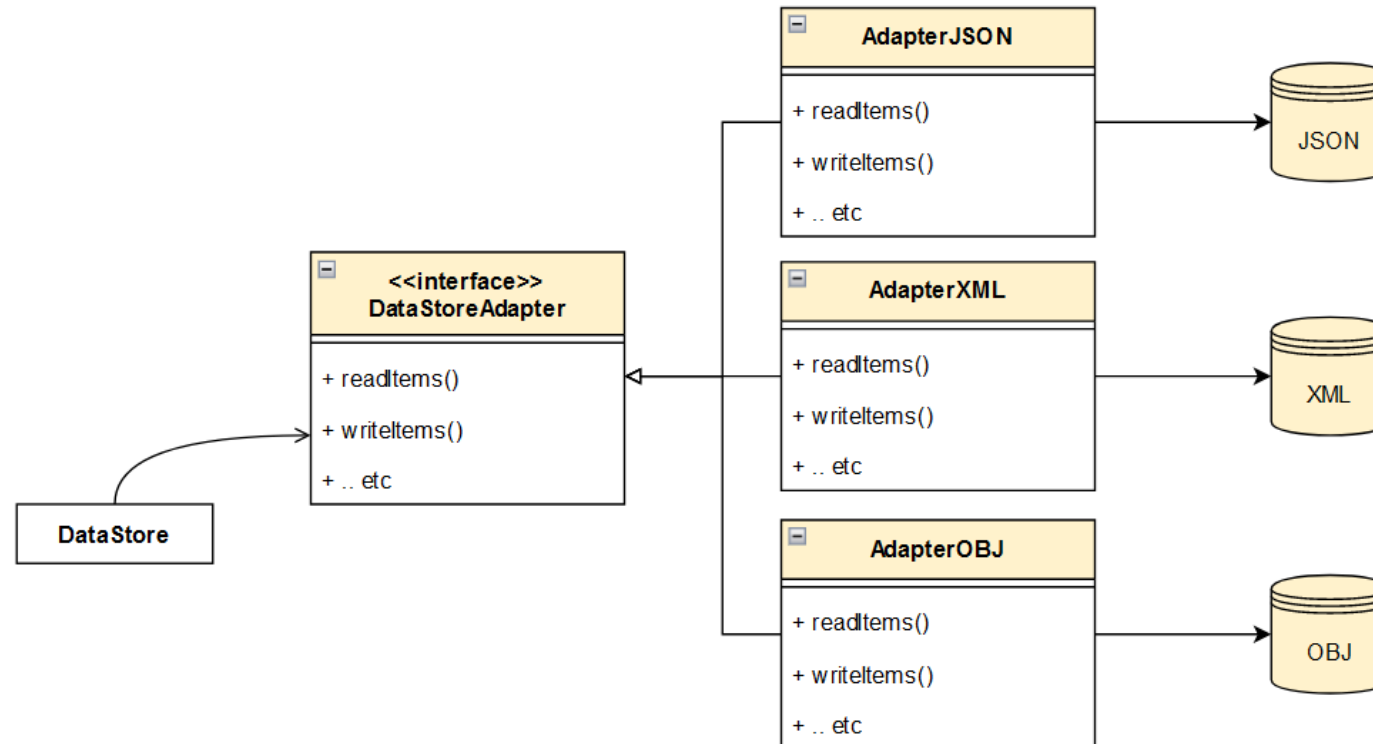 AdapterJSON
+ readItems()
+ writeItems()
+ .. etc
JSON
<<interface>>
DataStoreAdapter
+ readItems()
+ writeItems()
+ .. etc
DataStore
AdapterXML
+ readItems()
+ writeItems()
+ .. etc
XML
AdapterOBJ
+ readItems()
+ writeItems()
+ .. etc
OBJ